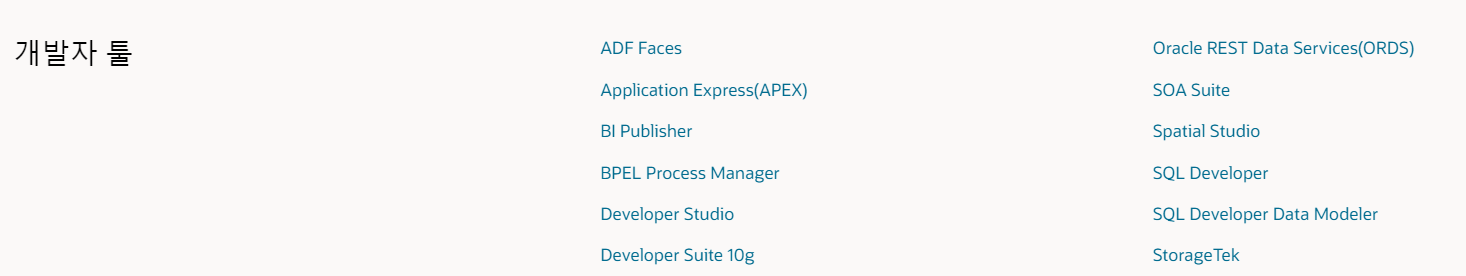 개발자 툴
ADF Faces
Application Express(APEX)
BI Publisher
BPEL Process Manager
Developer Studio
Developer Suite 10g
Oracle REST Data Services(ORDS)
SOA Suite
Spatial Studio
SQL Developer
SQL Developer Data Modeler
StorageTek